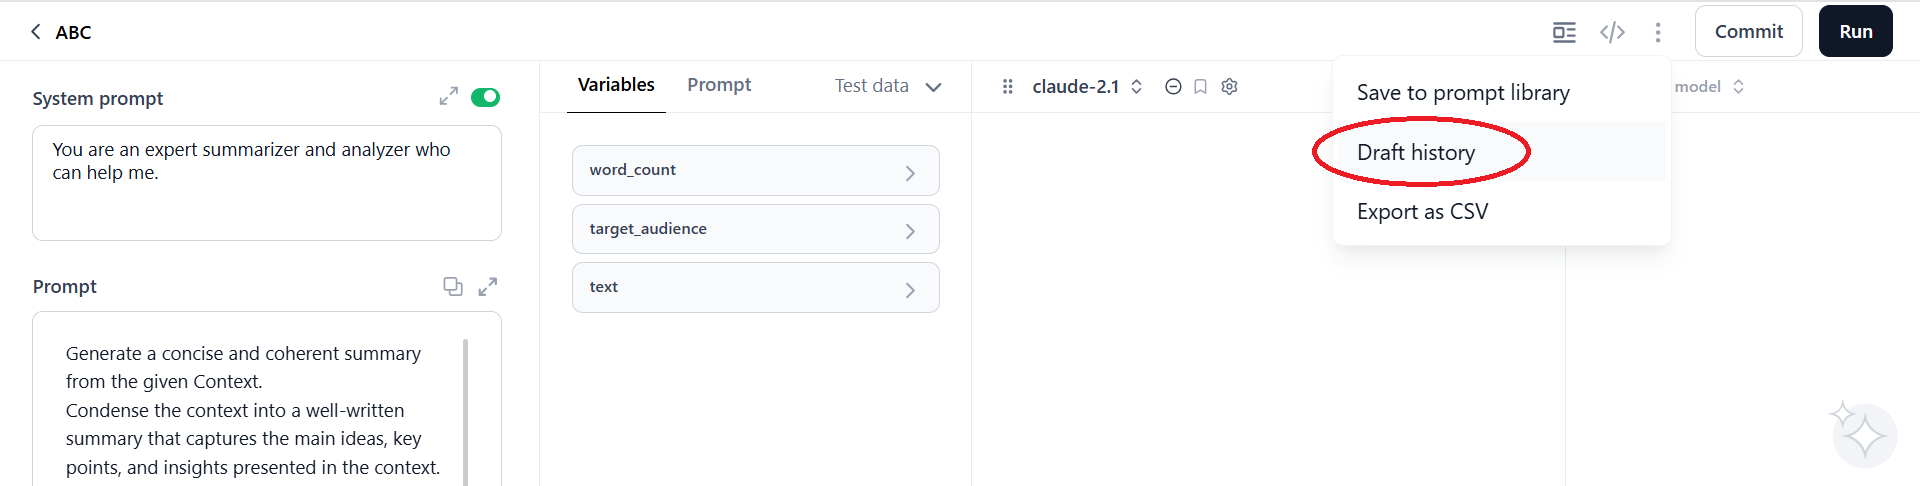 ABC
Commit
Run
System prompt
You are an expert summarizer and analyzer who
can help me.
Prompt
Generate a concise and coherent summary
from the given Context.
Condense the context into a well-written
summary that captures the main ideas, key
points, and insights presented in the context.
Variables
Prompt
Test data
word_count
target_audience
text
claude-2.1
Save to prompt library
Draft history
Export as CSV
model